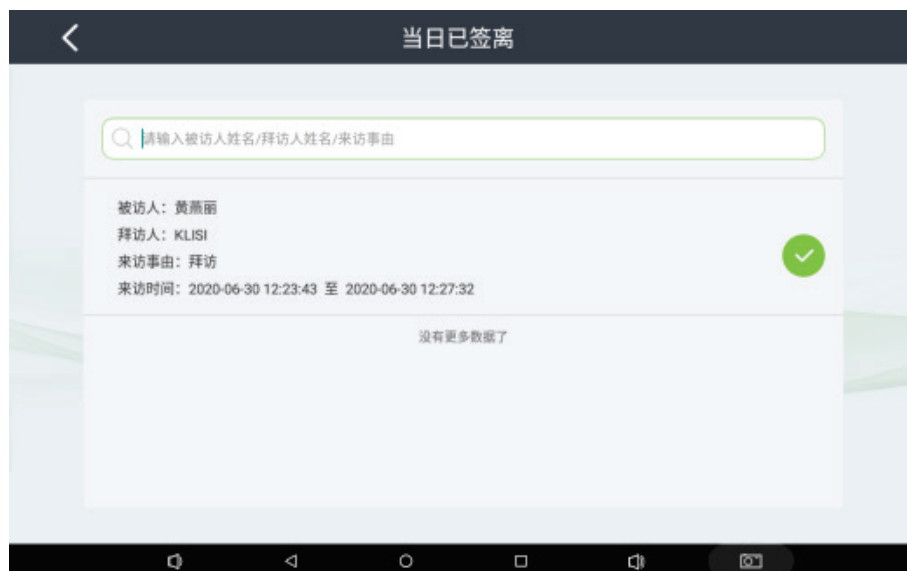 当日已签离
请输入被访人姓名/拜访人姓名/来访事由
被访人：黄燕丽
拜访人：KLISI
来访事由：拜访
来访时间：2020-06-30 12:23:43 至 2020-06-30 12:27:32
没有更多数据了